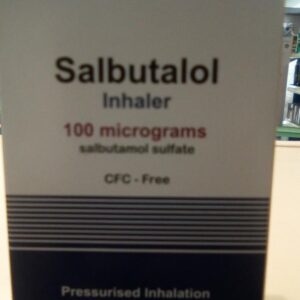 Salbutalol
Inhaler
100 micrograms
salbutamol sulfate
CFC - Free
Pressurised Inhalation